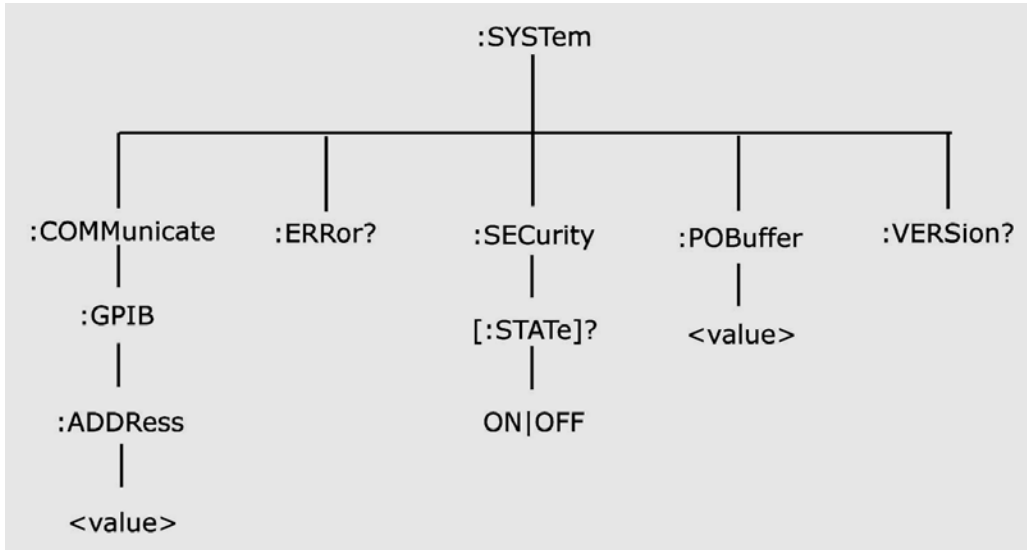 :SYSTem
:COMMunicate
:ERRor?
:SECurity
:POBuffer
:VERSion?
:GPIB
[:STATe]?
<value>
:ADDRess
ON|OFF
<value>